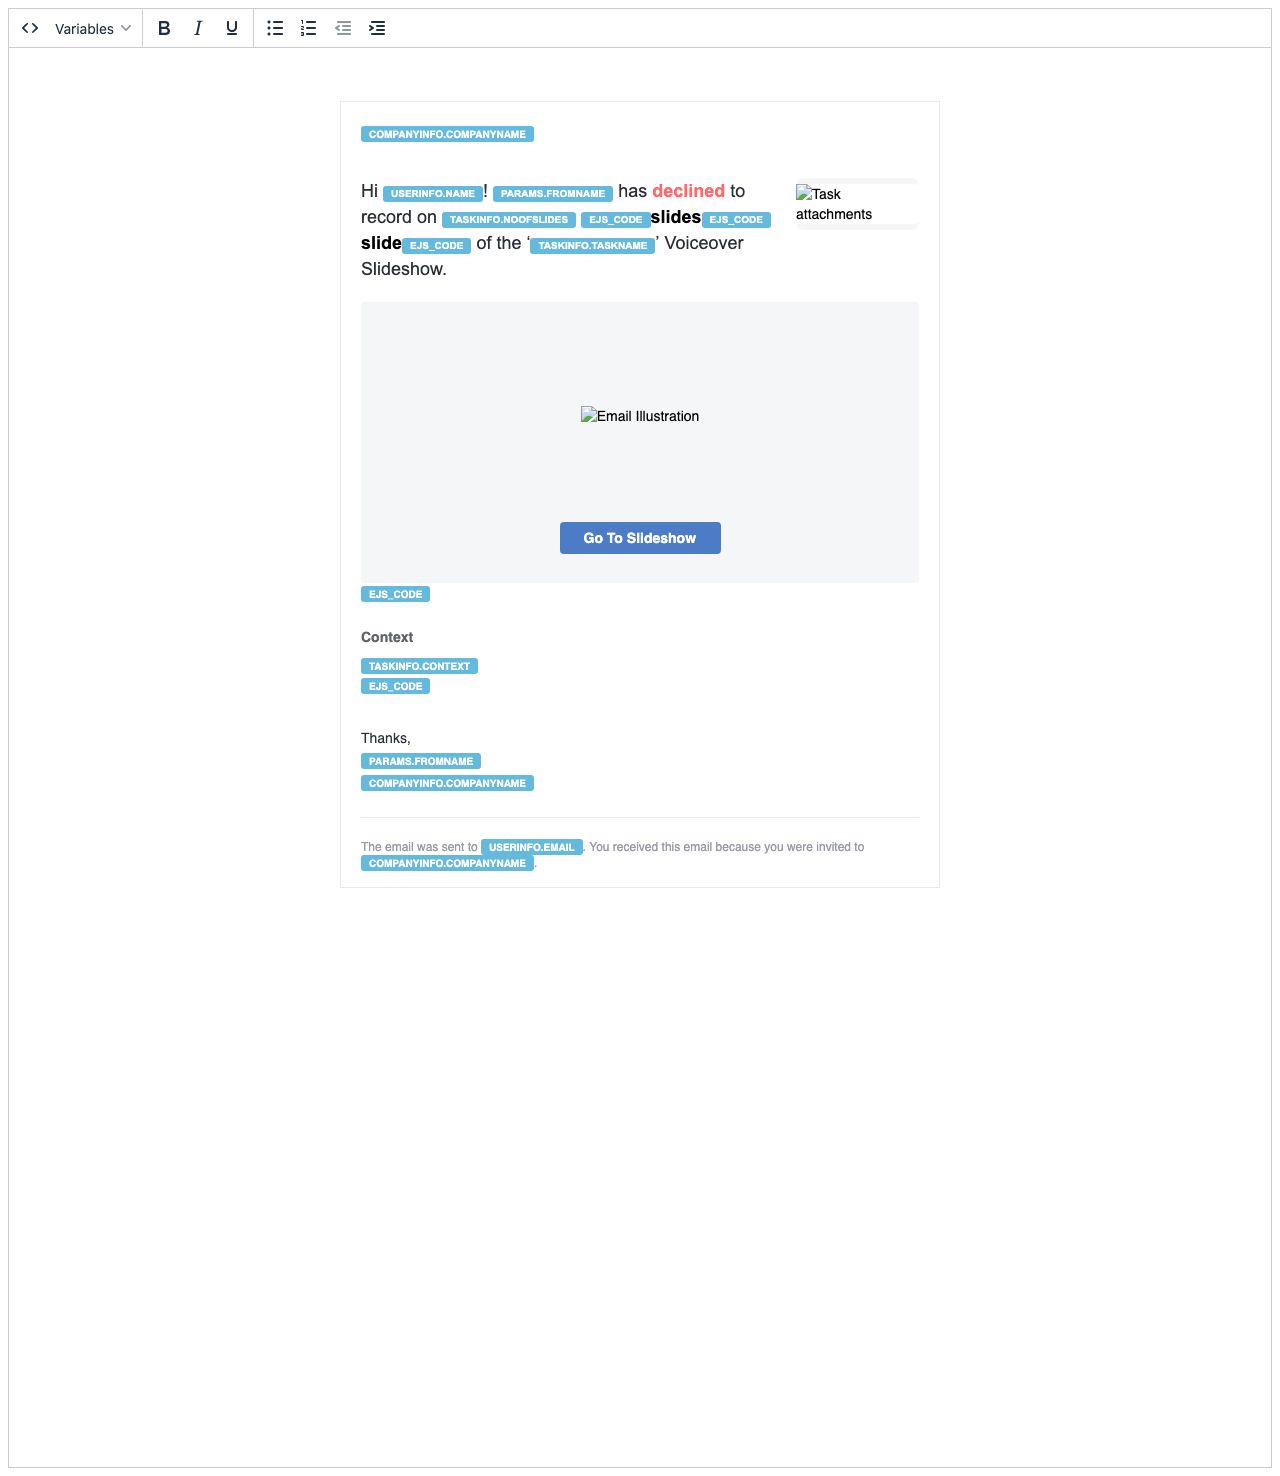 Variables
COMPANYINFO.COMPANYNAME
Hi USERINFO.NAME! PARAMS.FROMNAME has declined to
record on TASKINFO.NOOFSLIDES EJS_CODE slides EJS_CODE
slide EJS_CODE of the ‘TASKINFO.TASKNAME’ Voiceover
Slideshow.
Task
attachments
Email Illustration
Go To Slideshow
EJS_CODE
Context
TASKINFO.CONTEXT
EJS_CODE
Thanks,
PARAMS.FROMNAME
COMPANYINFO.COMPANYNAME
The email was sent to USERINFO.EMAIL. You received this email because you were invited to
COMPANYINFO.COMPANYNAME.